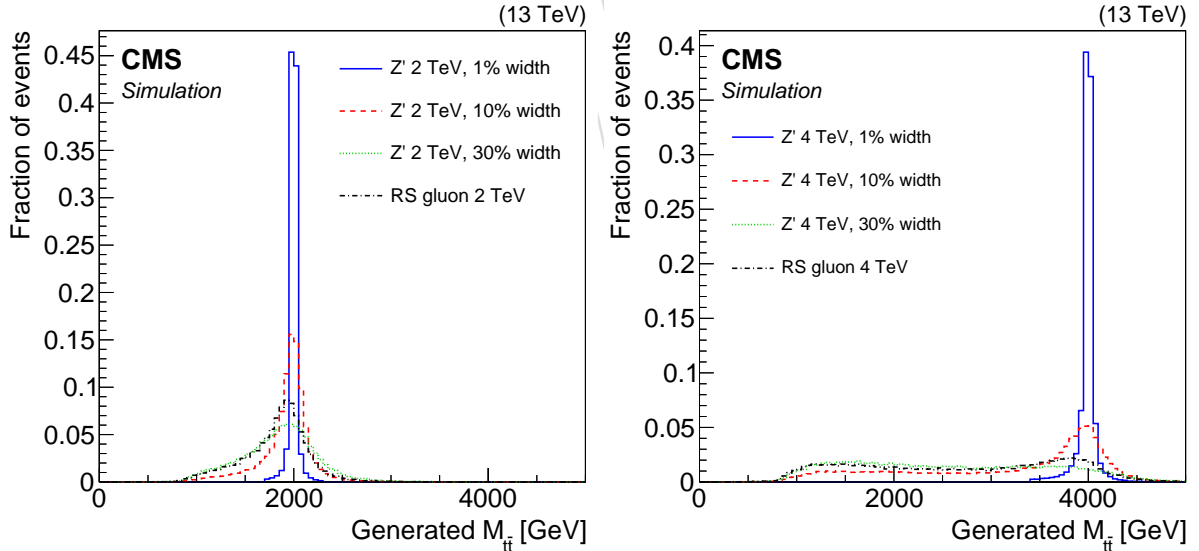 (13 TeV)
CMS
Simulation
Z' 2 TeV, 1% width
Z' 2 TeV, 10% width
Z' 2 TeV, 30% width
RS gluon 2 TeV
Fraction of events
0.45
0.4
0.35
0.3
0.25
0.2
0.15
0.1
0.05
0
0 2000 4000
Generated M_{tt̄} [GeV]
(13 TeV)
CMS
Simulation
Z' 4 TeV, 1% width
Z' 4 TeV, 10% width
Z' 4 TeV, 30% width
RS gluon 4 TeV
Fraction of events
0.4
0.35
0.3
0.25
0.2
0.15
0.1
0.05
0
0 2000 4000
Generated M_{tt̄} [GeV]